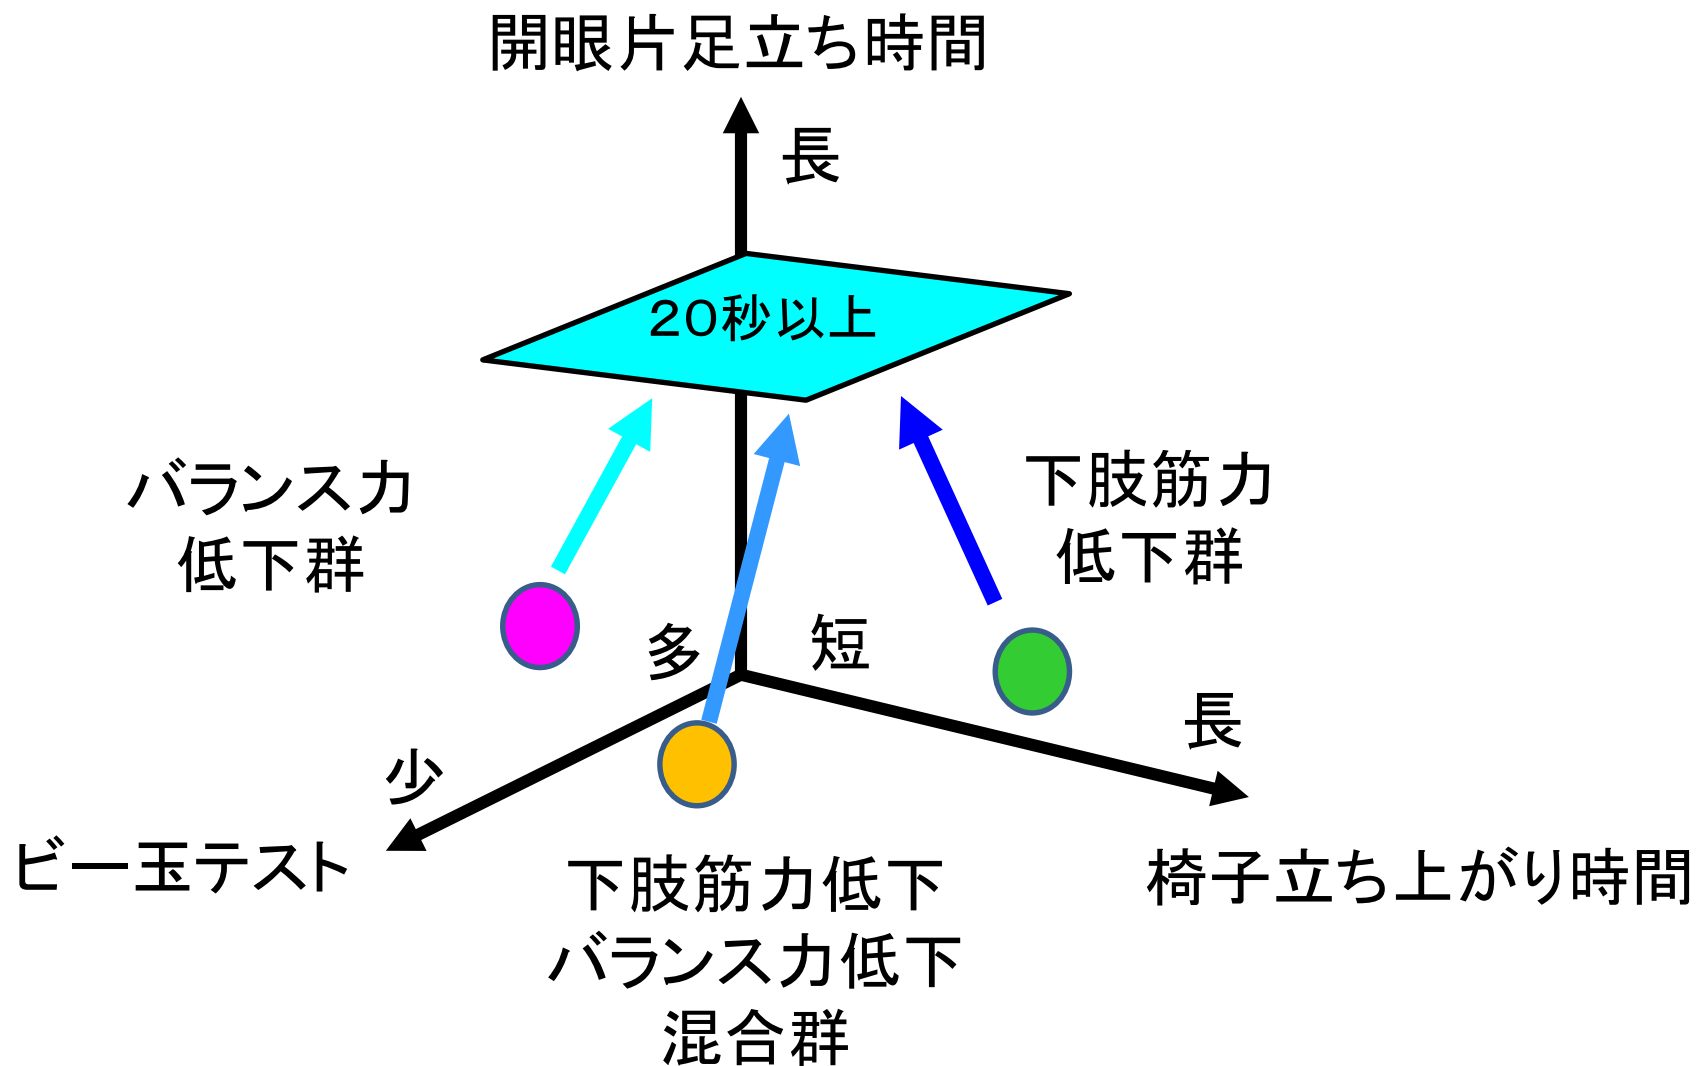 開眼片足立ち時間
長
20秒以上
バランス力
低下群
下肢筋力
低下群
多
短
長
少
ビー玉テスト
椅子立ち上がり時間
下肢筋力低下
バランス力低下
混合群